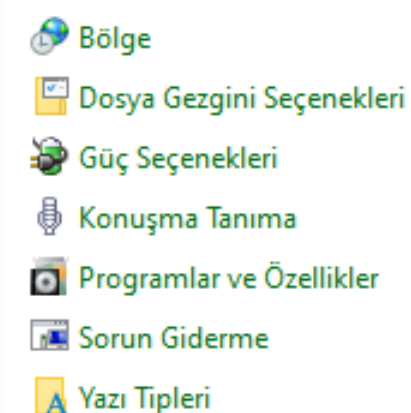 Bölge
Dosya Gezgini Seçenekleri
Güç Seçenekleri
Konuşma Tanıma
Programlar ve Özellikler
Sorun Giderme
Yazı Tipleri